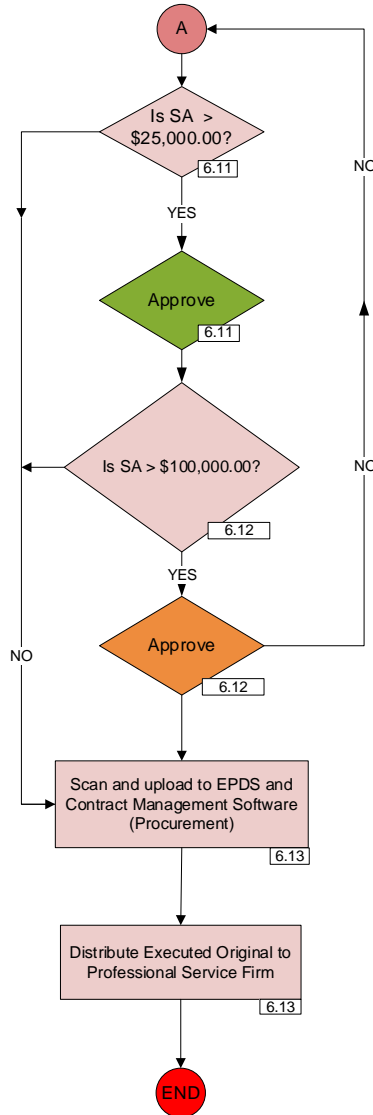 A
Is SA >
$25,000.00?
6.11
NO
YES
Approve
6.11
Is SA > $100,000.00?
NO
6.12
YES
Approve
NO
6.12
Scan and upload to EPDS and
Contract Management Software
(Procurement)
6.13
Distribute Executed Original to
Professional Service Firm
6.13
END